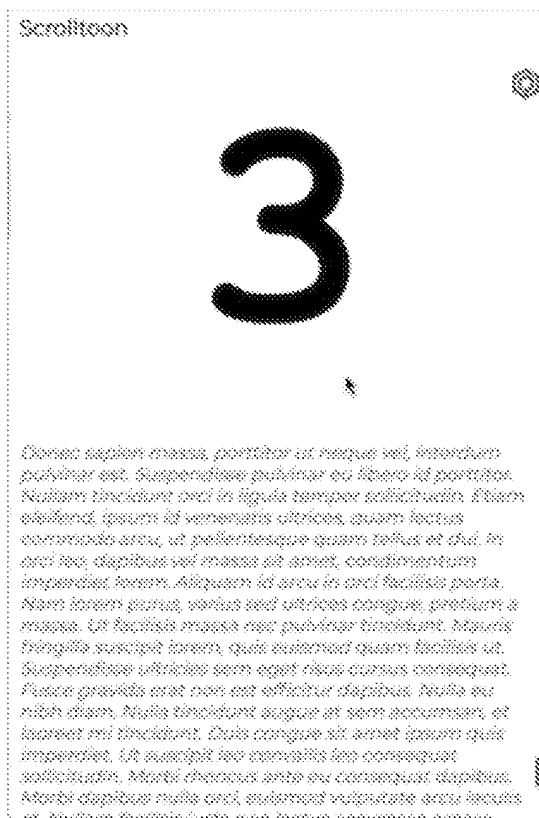 Scrolltoon
3
Donec sapien massa, porttitor ut neque vel, interdum
pulvinar est. Suspendisse pulvinar eu libero id porttitor.
Nullam tincidunt orci in ligula tempor sollicitudin. Etiam
eleifend, ipsum id venenatis ultrices, quam lectus
commodo arcu, ut pellentesque quam tellus et dui. In
orci leo, dapibus vel massa sit amet, condimentum
imperdiet lorem. Aliquam id arcu in orci facilisis porta.
Nam lorem purus, varius sed ultrices congue, pretium a
massa. Ut facilisis massa nec pulvinar tincidunt. Mauris
fringilla suscipit lorem, quis euismod quam facilisis ut.
Suspendisse ultricies sem eget risus cursus consequat.
Fusce gravida erat non est efficitur dapibus. Nulla eu
nibh diam. Nulla tincidunt augue at sem accumsan, et
laoreet mi tincidunt. Duis congue sit amet ipsum quis
imperdiet. Ut suscipit leo convallis leo consequat
sollicitudin. Morbi rhoncus ante eu consequat dapibus.
Morbi dapibus nulla orci, euismod vulputate arcu iaculis